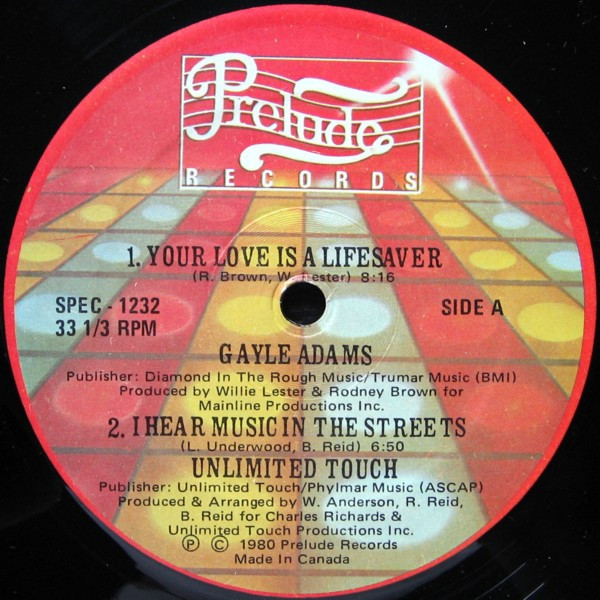 Prelude
RECORDS
1. YOUR LOVE IS A LIFESAVER
(R. Brown, W. Lester) 8:16
SPEC - 1232
33 1/3 RPM
SIDE A
GAYLE ADAMS
Publisher: Diamond In The Rough Music/Trumar Music (BMI)
Produced by Willie Lester & Rodney Brown for
Mainline Productions Inc.
2. I HEAR MUSIC IN THE STREETS
(L. Underwood, B. Reid) 6:50
UNLIMITED TOUCH
Publisher: Unlimited Touch/Phylmar Music (ASCAP)
Produced & Arranged by W. Anderson, R. Reid,
B. Reid for Charles Richards &
Unlimited Touch Productions Inc.
Ⓟ © 1980 Prelude Records
Made In Canada